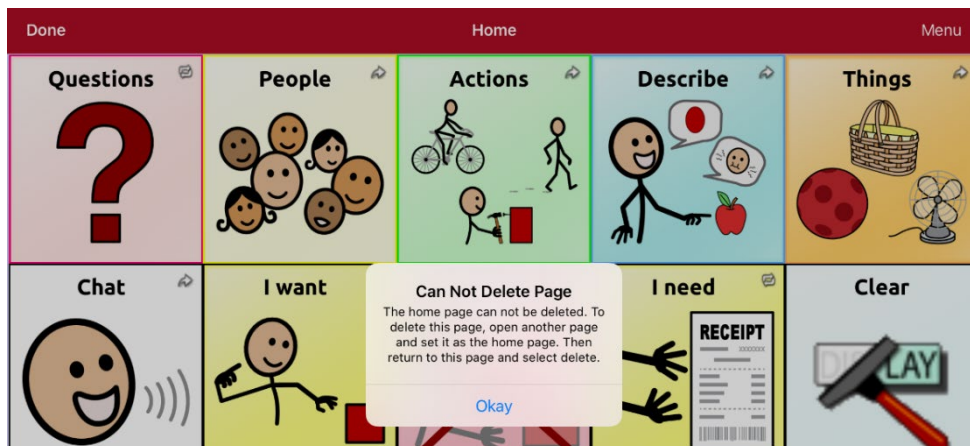 Done
Home
Menu
Questions
People
Actions
Describe
Things
Chat
I want
I need
Clear
Can Not Delete Page
The home page can not be deleted. To
delete this page, open another page
and set it as the home page. Then
return to this page and select delete.
Okay
RECEIPT
LAY